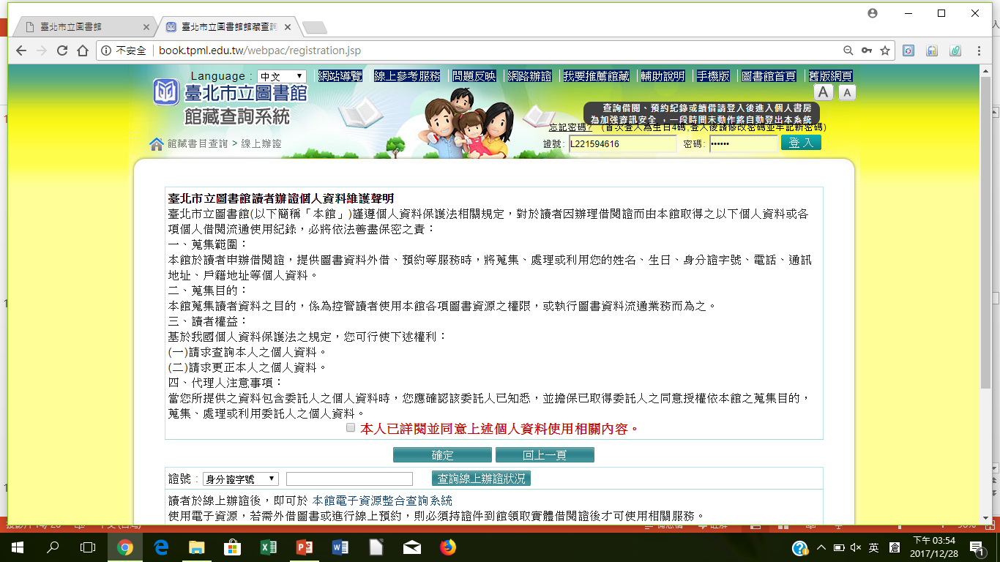 臺北市立圖書館
臺北市立圖書館館藏查詢
不安全 book.tpml.edu.tw/webpac/registration.jsp
Language : 中文 網站導覽 線上參考服務 問題反映 網路辦證 我要推薦館藏 輔助說明 手機版 圖書館首頁 舊版網頁
臺北市立圖書館
館藏查詢系統
A A
查詢借閱、預約紀錄或續借請登入後進入個人書房
為加強資訊安全 ，一段時間未動作將自動登出本系統
忘記密碼? (首次登入為生日4碼,登入後請修改密碼並牢記新密碼)
館藏書目查詢 > 線上辦證
證號: L221594616 密碼: •••••• 登 入
臺北市立圖書館讀者辦證個人資料維護聲明
臺北市立圖書館(以下簡稱「本館」)謹遵個人資料保護法相關規定，對於讀者因辦理借閱證而由本館取得之以下個人資料或各
項個人借閱流通使用紀錄，必將依法善盡保密之責：
一、蒐集範圍：
本館於讀者申辦借閱證，提供圖書資料外借、預約等服務時，將蒐集、處理或利用您的姓名、生日、身分證字號、電話、通訊
地址、戶籍地址等個人資料。
二、蒐集目的：
本館蒐集讀者資料之目的，係為控管讀者使用本館各項圖書資源之權限，或執行圖書資料流通業務而為之。
三、讀者權益：
基於我國個人資料保護法之規定，您可行使下述權利：
(一)請求查詢本人之個人資料。
(二)請求更正本人之個人資料。
四、代理人注意事項：
當您所提供之資料包含委託人之個人資料時，您應確認該委託人已知悉，並擔保已取得委託人之同意授權依本館之蒐集目的，
蒐集、處理或利用委託人之個人資料。
本人已詳閱並同意上述個人資料使用相關內容。
確定 回上一頁
證號 : 身分證字號 查詢線上辦證狀況
讀者於線上辦證後，即可於 本館電子資源整合查詢系統
使用電子資源，若需外借圖書或進行線上預約，則必須持證件到館領取實體借閱證後才可使用相關服務。
英 倉 下午 03:54
2017/12/28
1